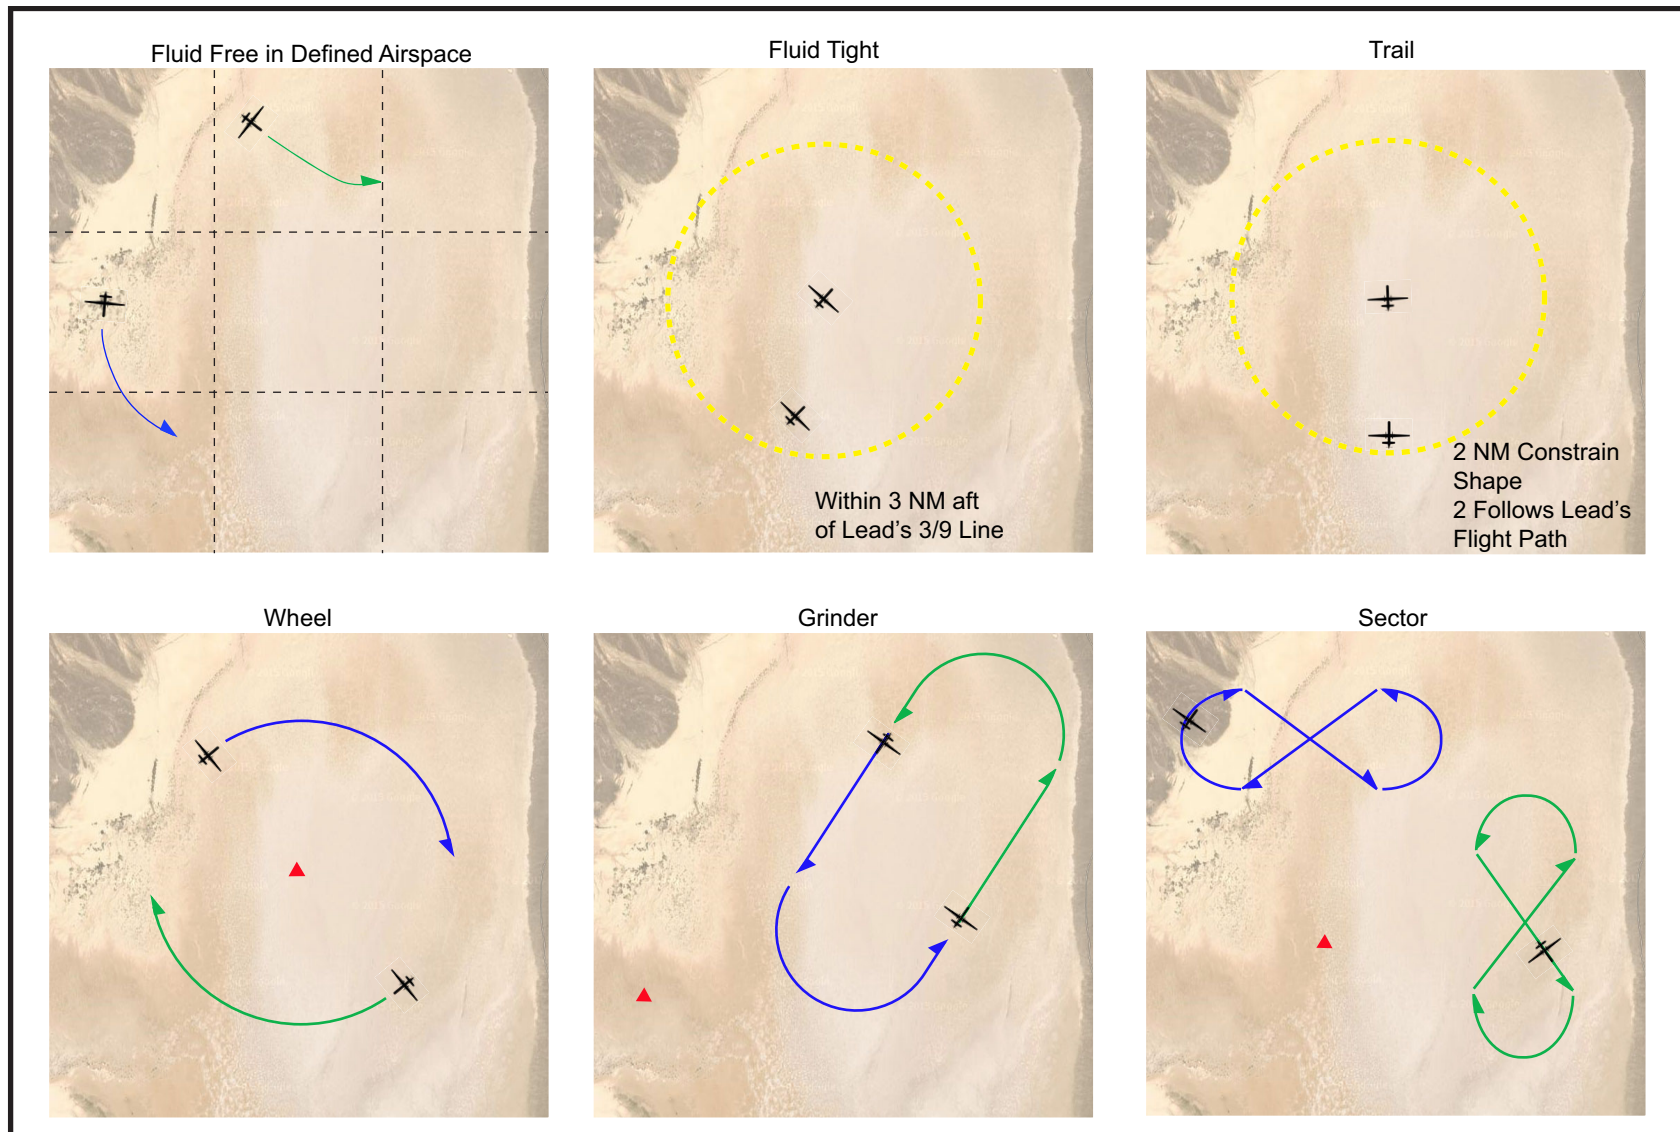 Fluid Free in Defined Airspace
Fluid Tight
Trail
Within 3 NM aft
of Lead's 3/9 Line
2 NM Constrain
Shape
2 Follows Lead's
Flight Path
Wheel
Grinder
Sector